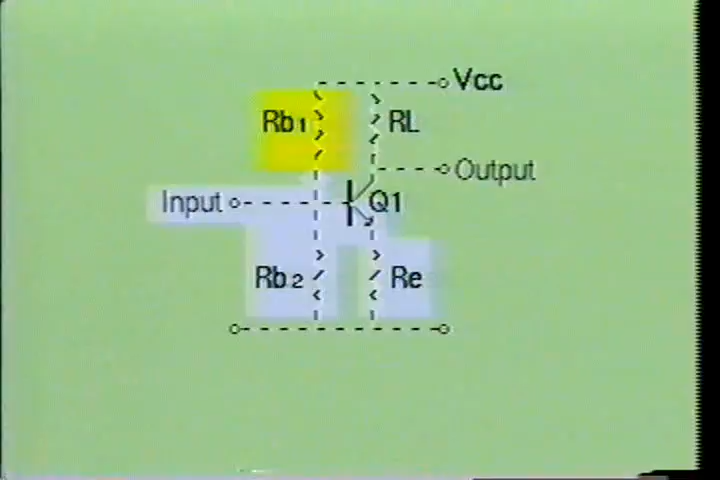 Vcc
Rb1
RL
Output
Input
Q1
Rb2
Re